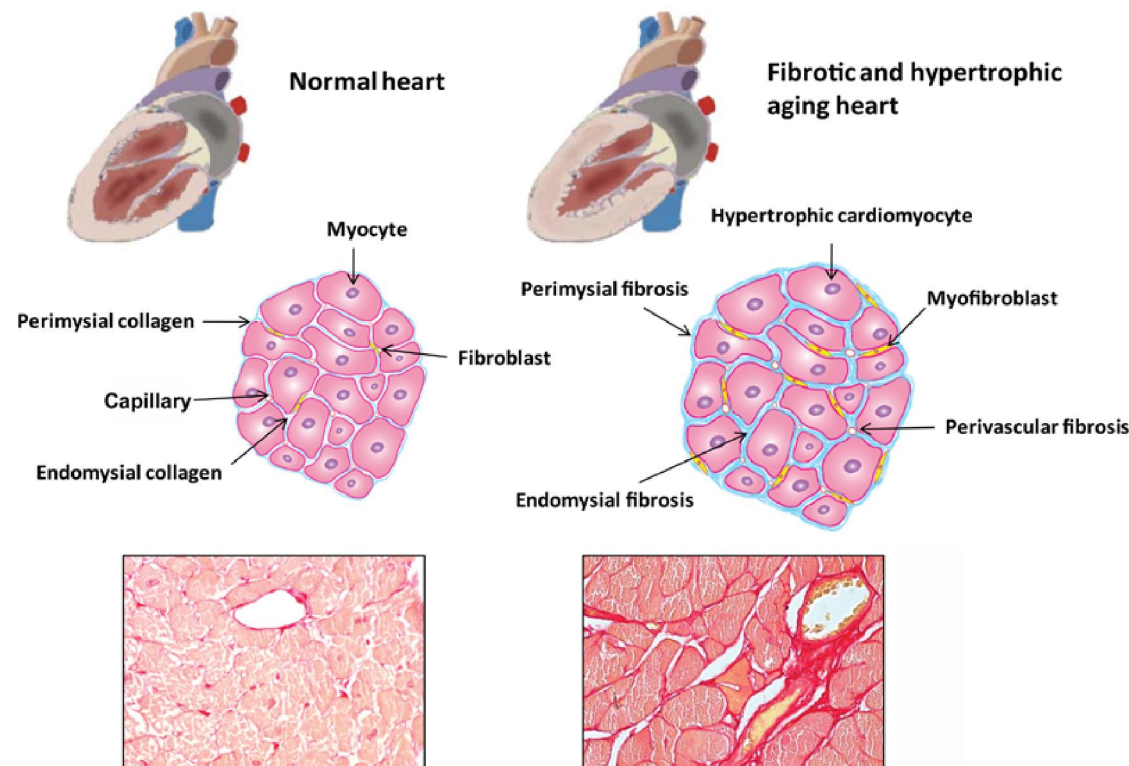 Normal heart
Fibrotic and hypertrophic
aging heart
Myocyte
Perimysial collagen
Fibroblast
Capillary
Endomysial collagen
Hypertrophic cardiomyocyte
Perimysial fibrosis
Myofibroblast
Perivascular fibrosis
Endomysial fibrosis